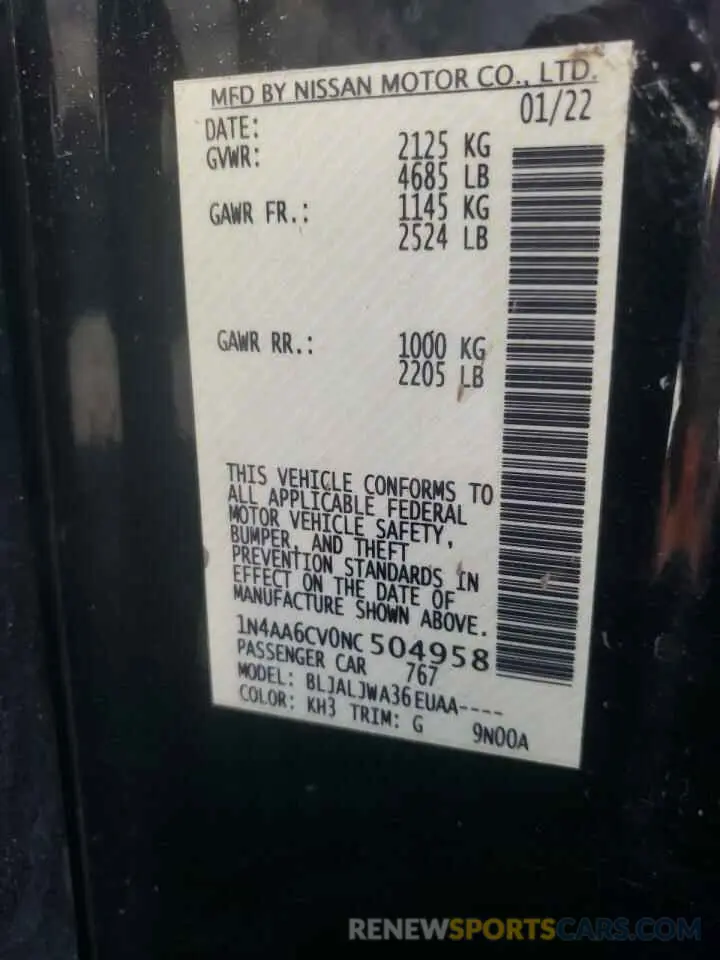 MFD BY NISSAN MOTOR CO., LTD.
DATE: 01/22
GVWR: 2125 KG
4685 LB
GAWR FR.: 1145 KG
2524 LB
GAWR RR.: 1000 KG
2205 LB
THIS VEHICLE CONFORMS TO
ALL APPLICABLE FEDERAL
MOTOR VEHICLE SAFETY,
BUMPER, AND THEFT
PREVENTION STANDARDS IN
EFFECT ON THE DATE OF
MANUFACTURE SHOWN ABOVE.
1N4AA6CV0NC504958
PASSENGER CAR 767
MODEL: BLJALJWA36EUAA----
COLOR: KH3 TRIM: G 9N00A
RENEWSPORTSCARS.COM